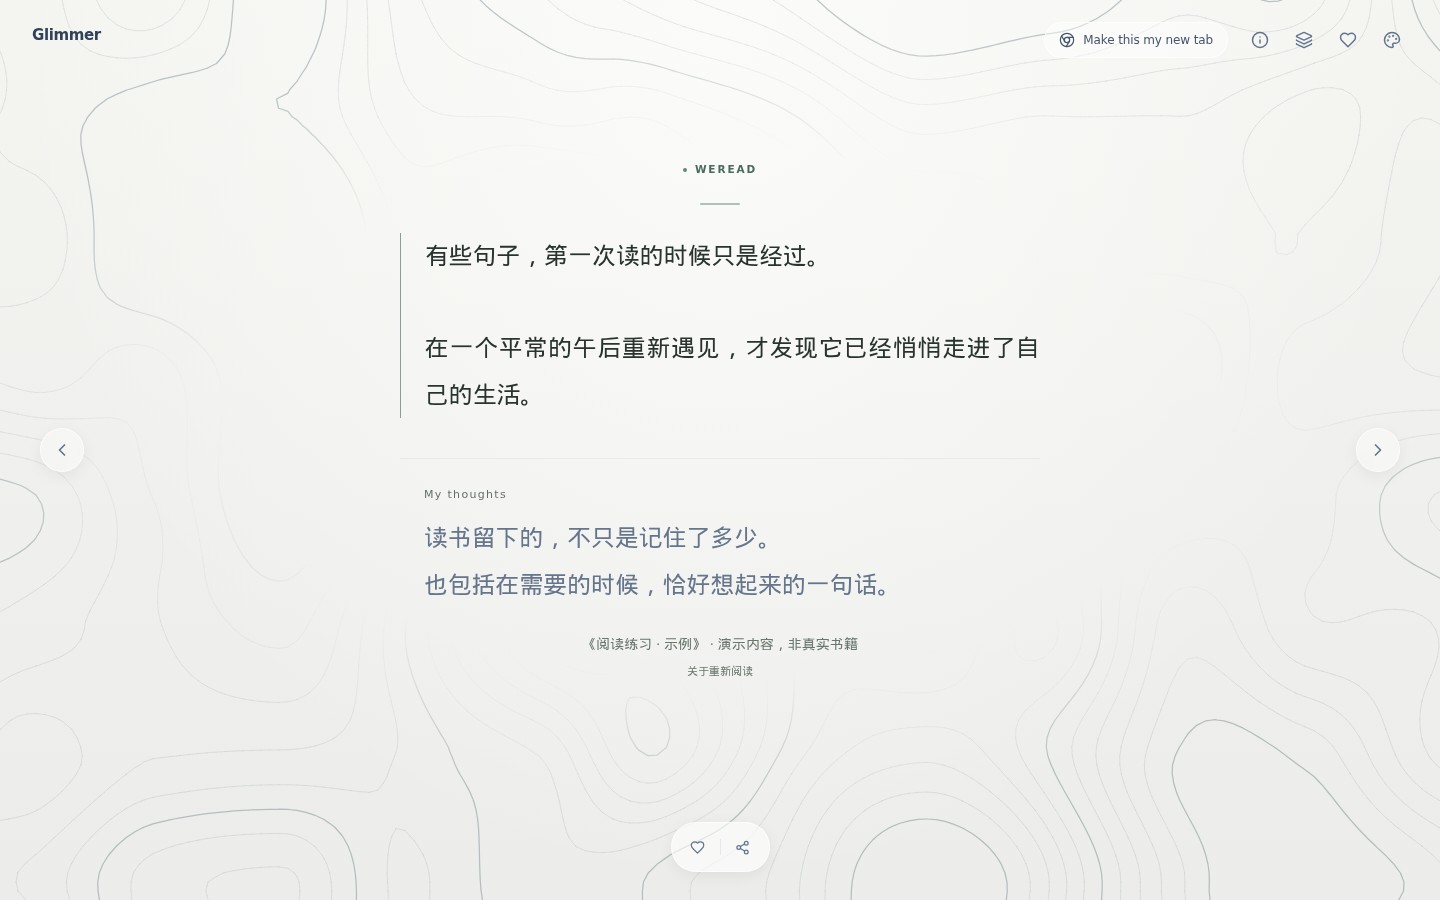 Glimmer
Make this my new tab
• WEREAD
有些句子，第一次读的时候只是经过。
在一个平常的午后重新遇见，才发现它已经悄悄走进了自
己的生活。
My thoughts
读书留下的，不只是记住了多少。
也包括在需要的时候，恰好想起来的一句话。
《阅读练习 · 示例》 · 演示内容，非真实书籍
关于重新阅读